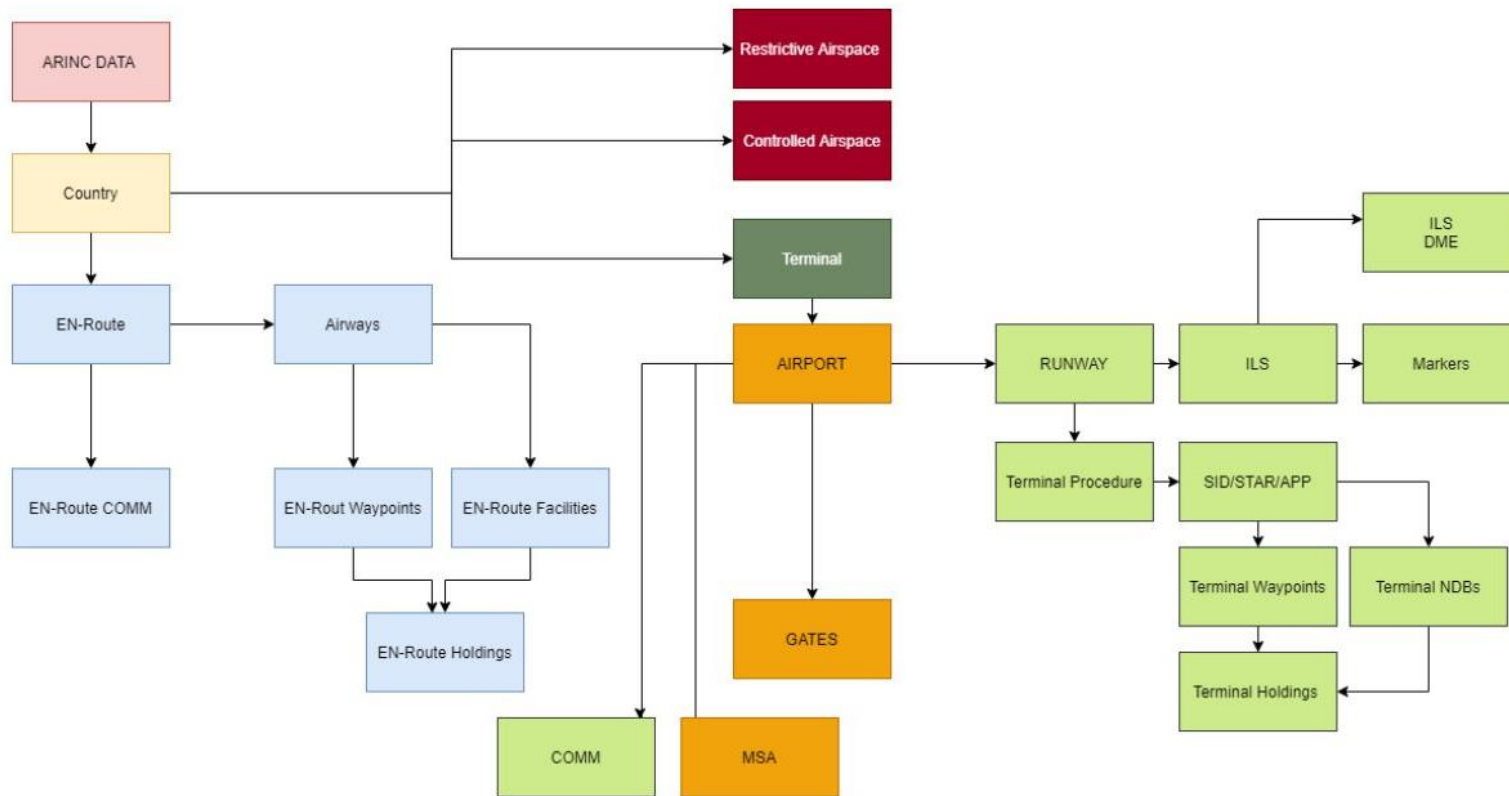 ARINC DATA
Restrictive Airspace
Controlled Airspace
Country
Terminal
ILS
DME
EN-Route
Airways
AIRPORT
RUNWAY
ILS
Markers
EN-Route COMM
EN-Rout Waypoints
EN-Route Facilities
Terminal Procedure
SID/STAR/APP
Terminal Waypoints
Terminal NDBs
EN-Route Holdings
GATES
Terminal Holdings
COMM
MSA